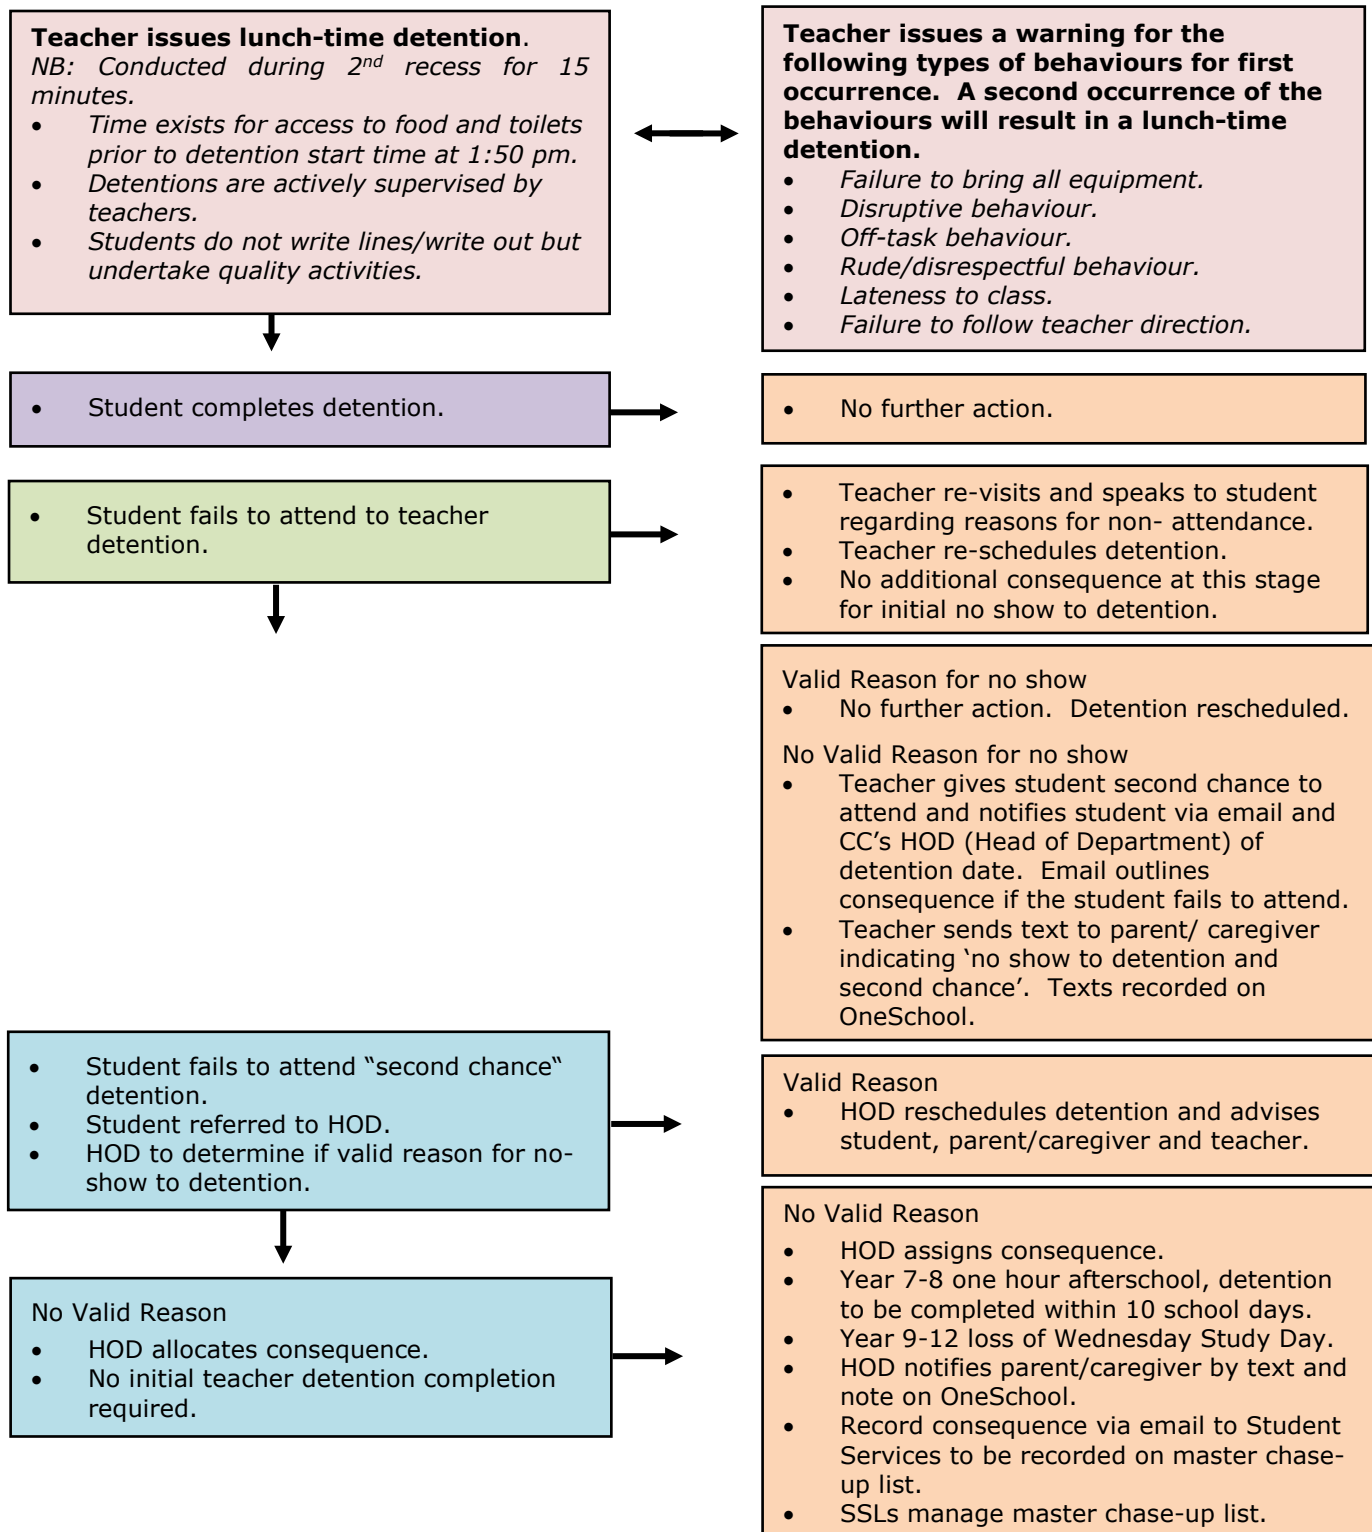 Teacher issues lunch-time detention.
NB: Conducted during 2nd recess for 15
minutes.
• Time exists for access to food and toilets
prior to detention start time at 1:50 pm.
• Detentions are actively supervised by
teachers.
• Students do not write lines/write out but
undertake quality activities.
Teacher issues a warning for the
following types of behaviours for first
occurrence. A second occurrence of the
behaviours will result in a lunch-time
detention.
• Failure to bring all equipment.
• Disruptive behaviour.
• Off-task behaviour.
• Rude/disrespectful behaviour.
• Lateness to class.
• Failure to follow teacher direction.
• Student completes detention.
• No further action.
• Student fails to attend to teacher
detention.
• Teacher re-visits and speaks to student
regarding reasons for non- attendance.
• Teacher re-schedules detention.
• No additional consequence at this stage
for initial no show to detention.
Valid Reason for no show
• No further action. Detention rescheduled.
No Valid Reason for no show
• Teacher gives student second chance to
attend and notifies student via email and
CC's HOD (Head of Department) of
detention date. Email outlines
consequence if the student fails to attend.
• Teacher sends text to parent/ caregiver
indicating ‘no show to detention and
second chance’. Texts recorded on
OneSchool.
• Student fails to attend “second chance“
detention.
• Student referred to HOD.
• HOD to determine if valid reason for no-
show to detention.
Valid Reason
• HOD reschedules detention and advises
student, parent/caregiver and teacher.
No Valid Reason
• HOD allocates consequence.
• No initial teacher detention completion
required.
No Valid Reason
• HOD assigns consequence.
• Year 7-8 one hour afterschool, detention
to be completed within 10 school days.
• Year 9-12 loss of Wednesday Study Day.
• HOD notifies parent/caregiver by text and
note on OneSchool.
• Record consequence via email to Student
Services to be recorded on master chase-
up list.
• SSLs manage master chase-up list.